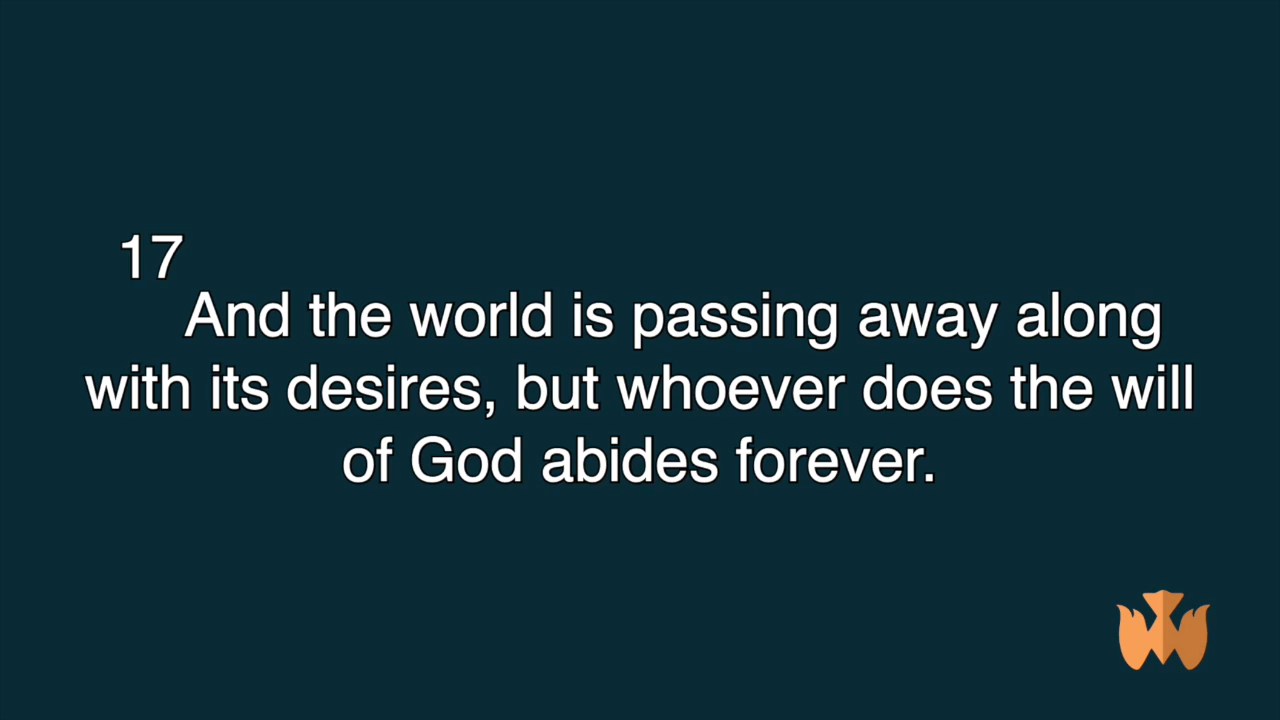 17
And the world is passing away along
with its desires, but whoever does the will
of God abides forever.